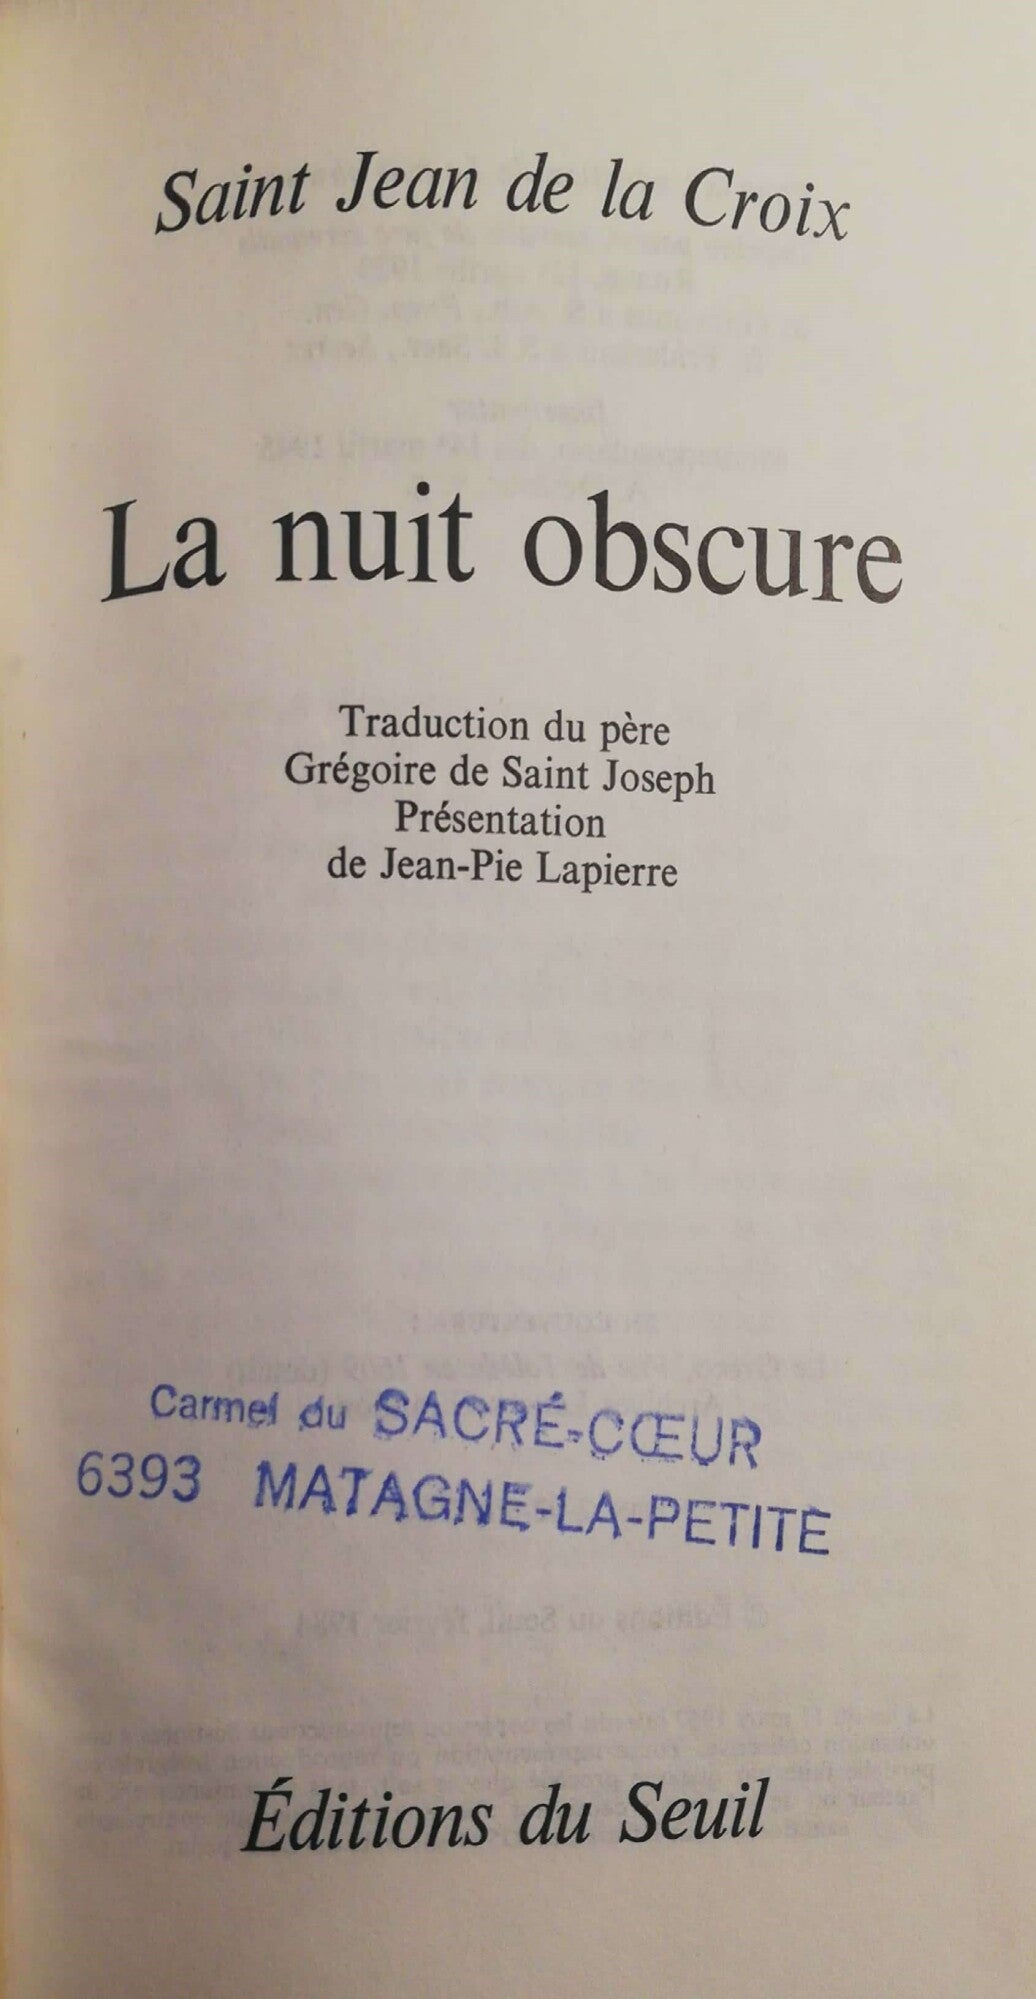 Saint Jean de la Croix
La nuit obscure
Traduction du père
Grégoire de Saint Joseph
Présentation
de Jean-Pie Lapierre
Carmel du SACRÉ-CŒUR
6393 MATAGNE-LA-PETITE
Éditions du Seuil